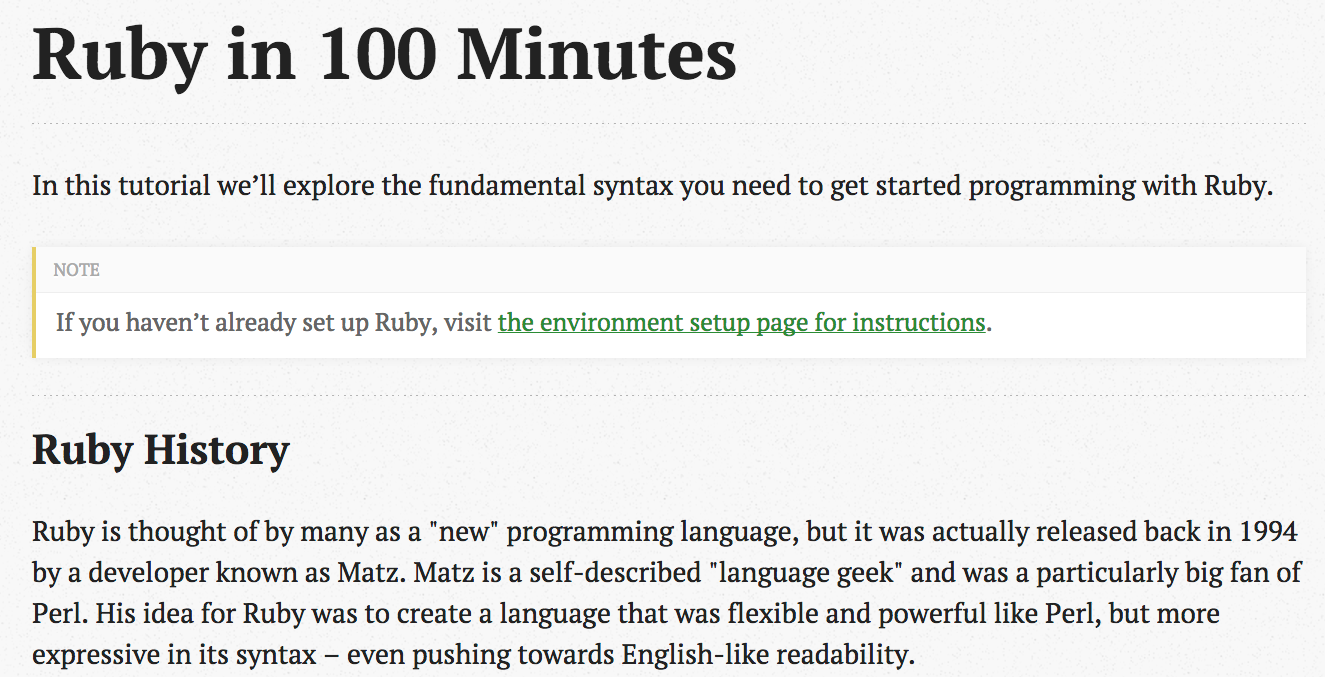 Ruby in 100 Minutes
In this tutorial we’ll explore the fundamental syntax you need to get started programming with Ruby.
NOTE
If you haven’t already set up Ruby, visit the environment setup page for instructions.
Ruby History
Ruby is thought of by many as a "new" programming language, but it was actually released back in 1994
by a developer known as Matz. Matz is a self-described "language geek" and was a particularly big fan of
Perl. His idea for Ruby was to create a language that was flexible and powerful like Perl, but more
expressive in its syntax – even pushing towards English-like readability.